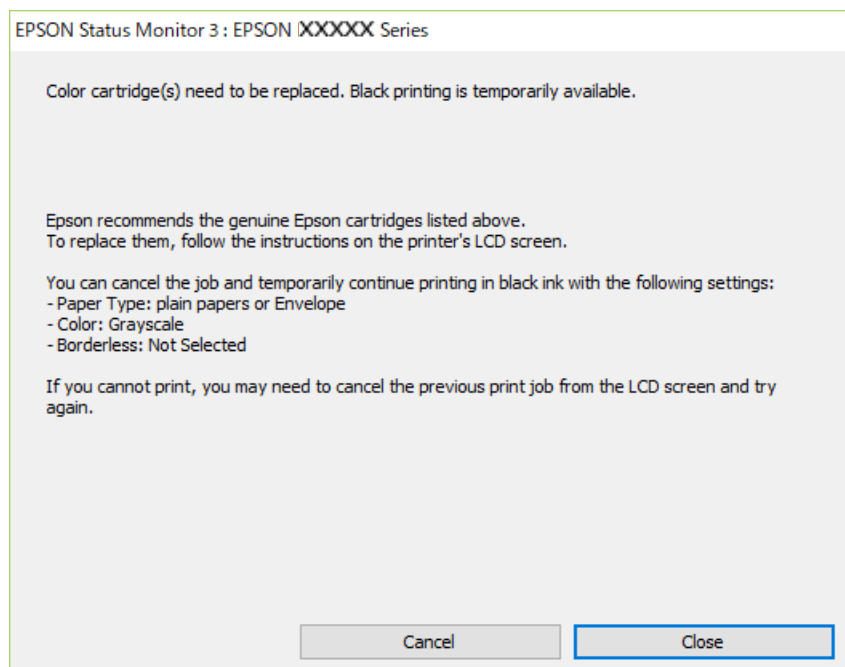 EPSON Status Monitor 3 : EPSON XXXXX Series
Color cartridge(s) need to be replaced. Black printing is temporarily available.
Epson recommends the genuine Epson cartridges listed above.
To replace them, follow the instructions on the printer's LCD screen.
You can cancel the job and temporarily continue printing in black ink with the following settings:
- Paper Type: plain papers or Envelope
- Color: Grayscale
- Borderless: Not Selected
If you cannot print, you may need to cancel the previous print job from the LCD screen and try
again.
Cancel
Close